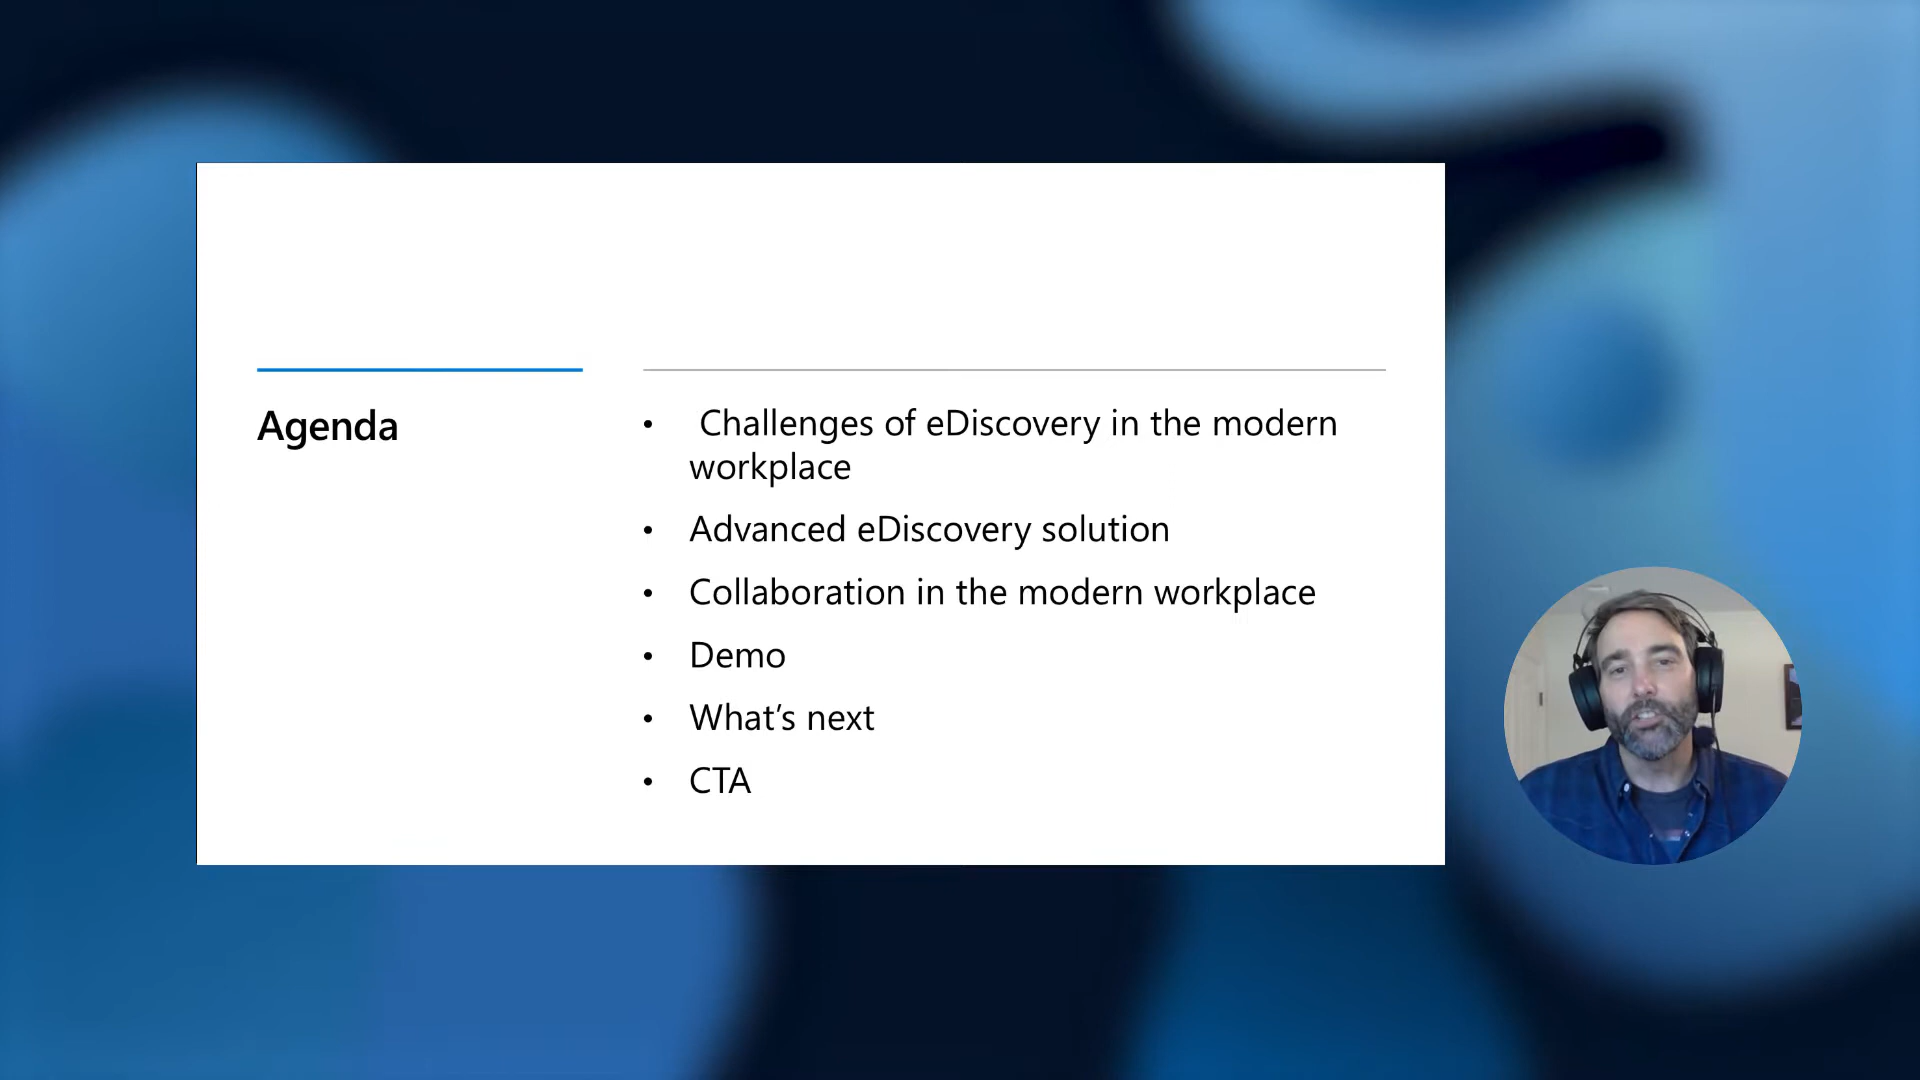 Agenda
• Challenges of eDiscovery in the modern
workplace
• Advanced eDiscovery solution
• Collaboration in the modern workplace
• Demo
• What’s next
• CTA